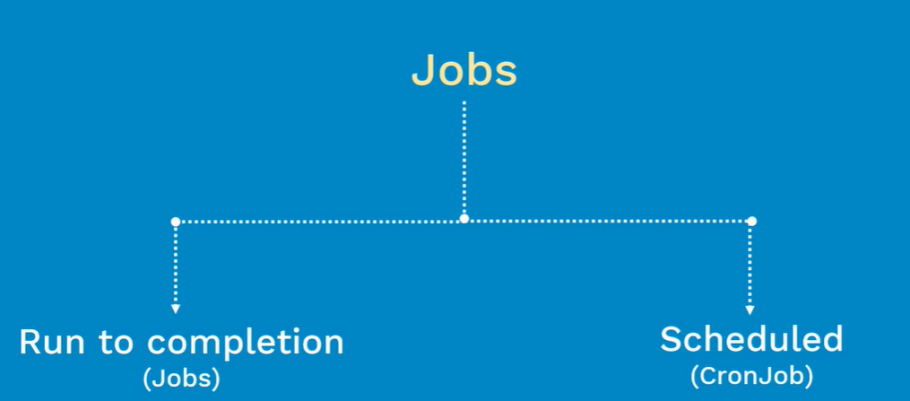 Jobs
Run to completion
(Jobs)
Scheduled
(CronJob)